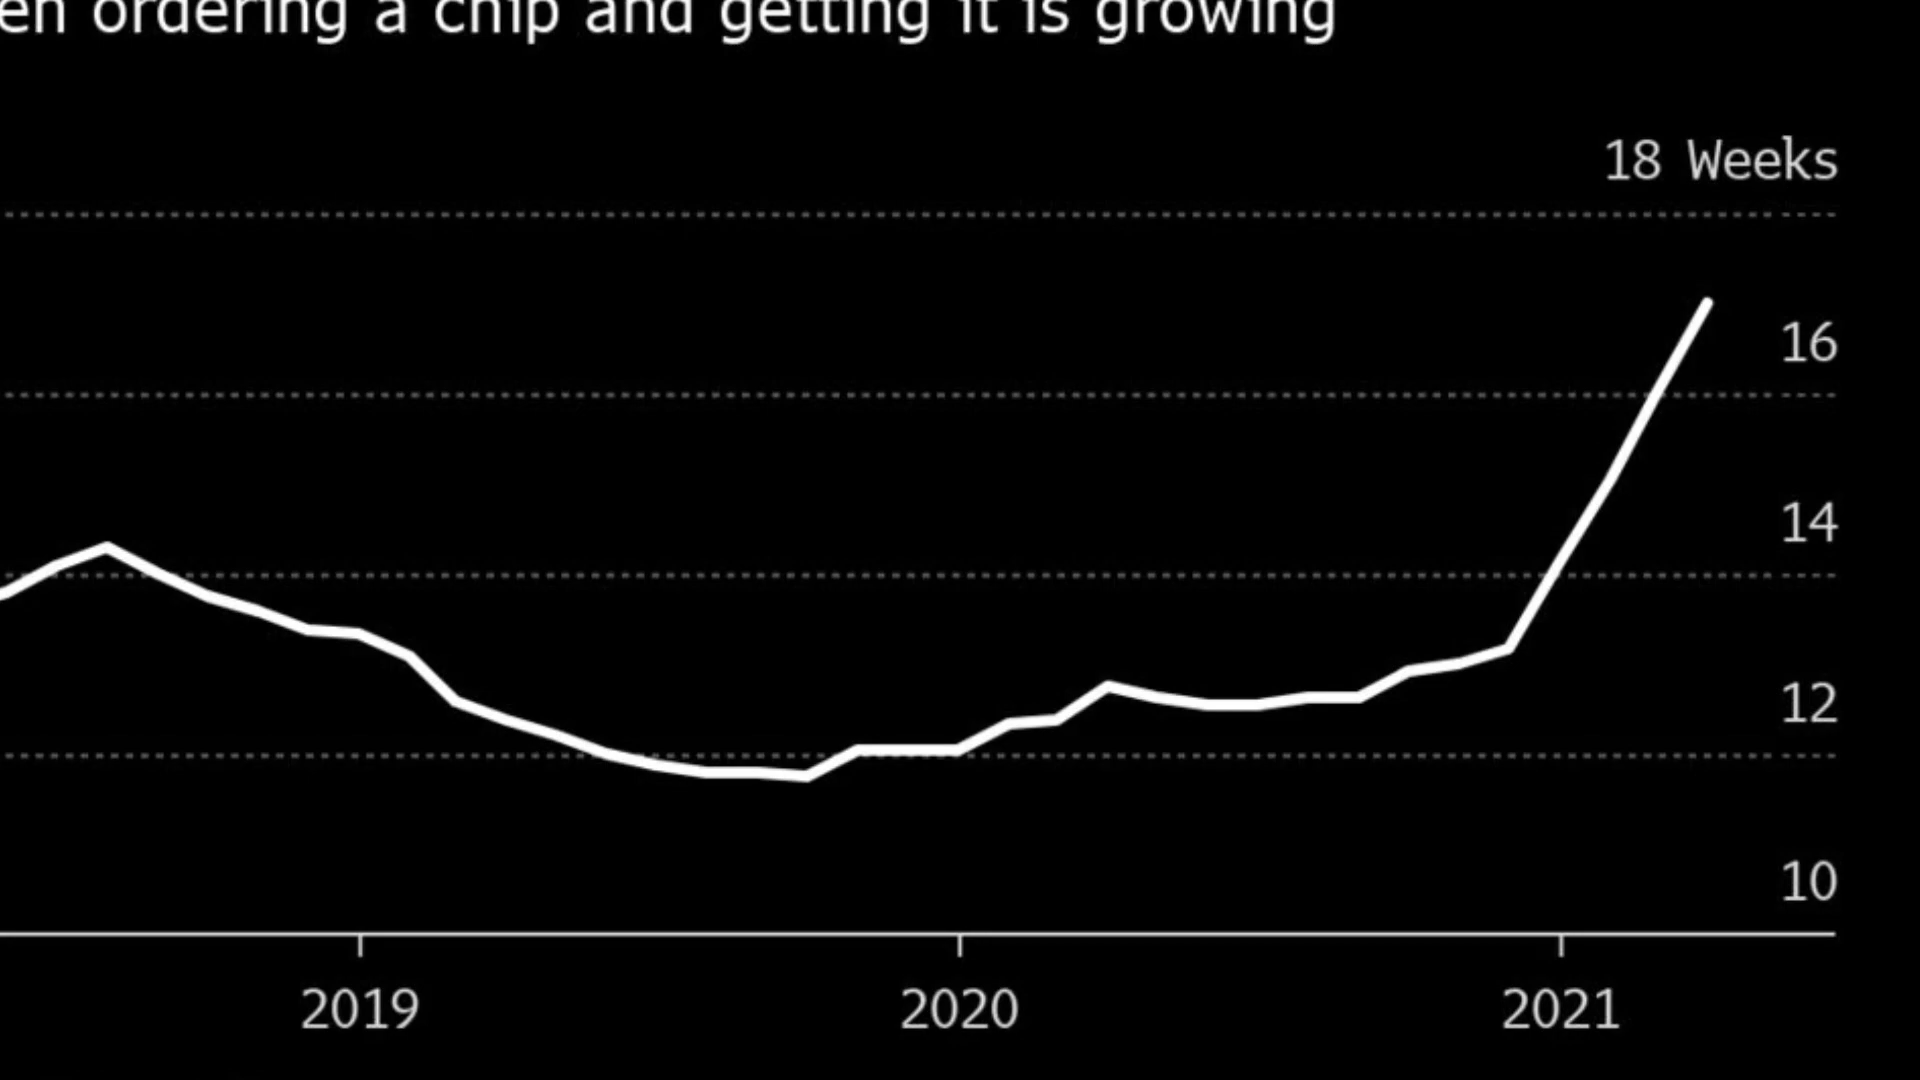 en ordering a chip and getting it is growing
18 Weeks
16
14
12
10
2019 2020 2021